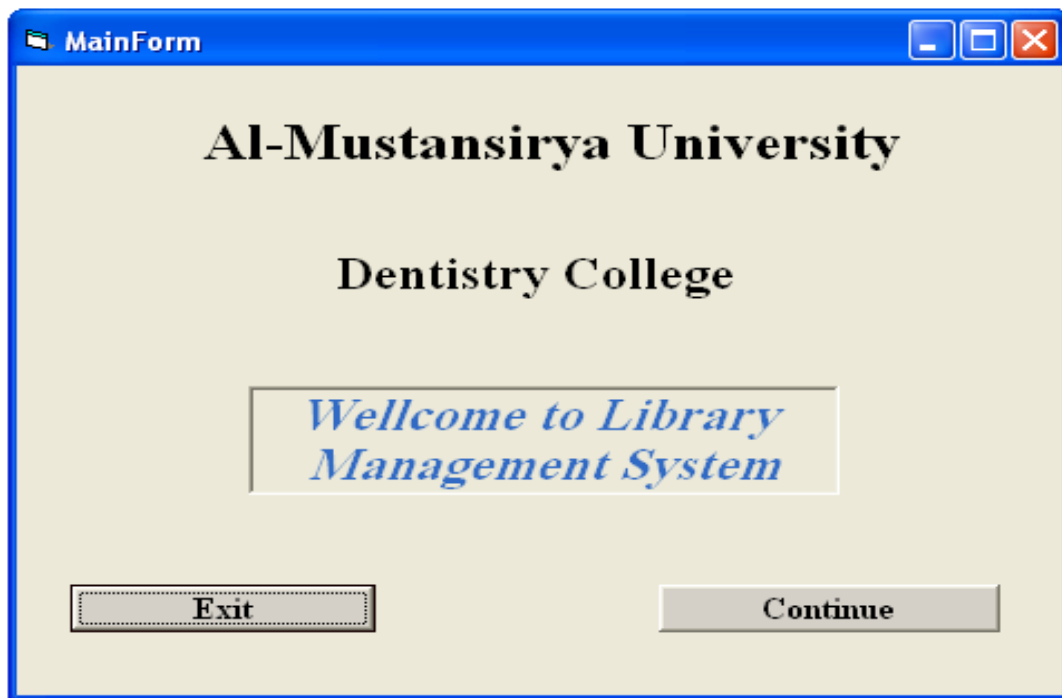 MainForm
Al-Mustansirya University
Dentistry College
Wellcome to Library
Management System
Exit
Continue